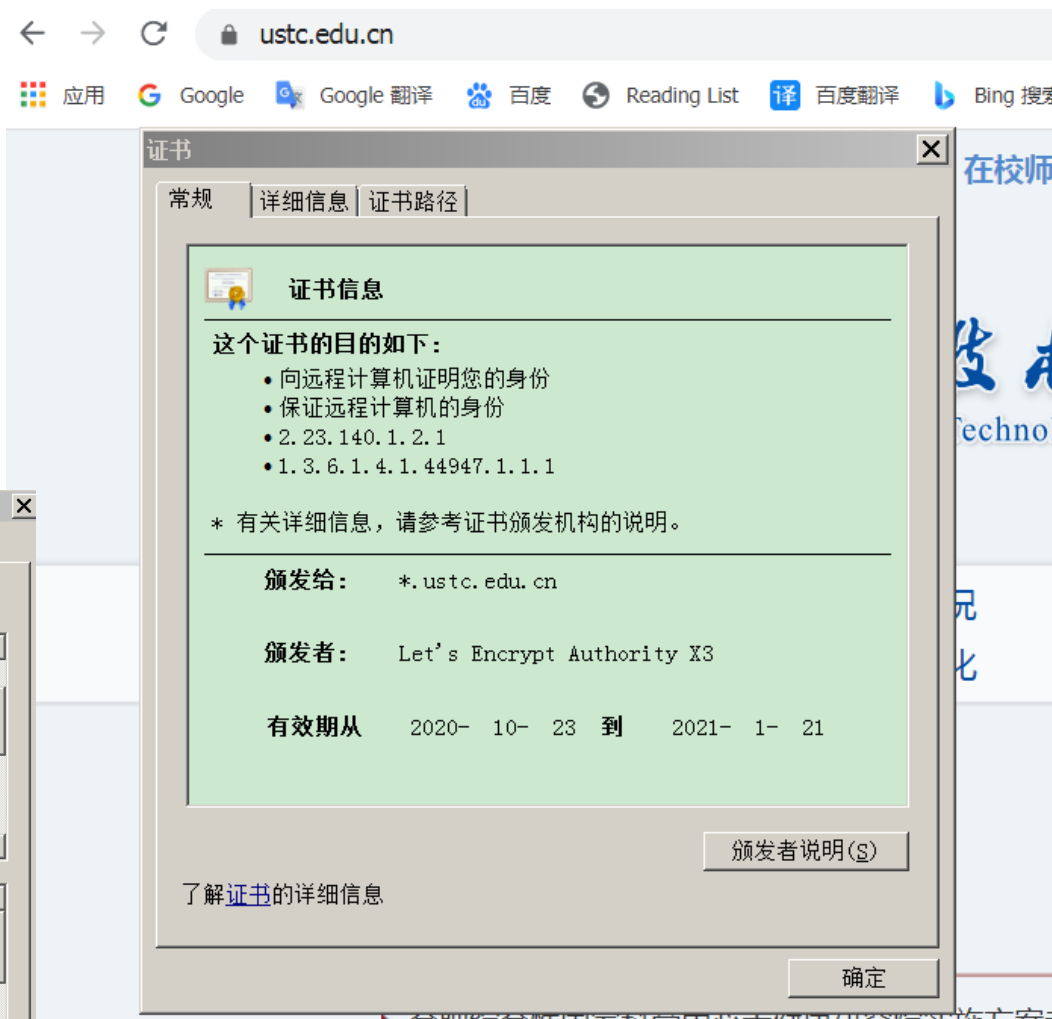 ustc.edu.cn
应用 Google Google 翻译 百度 Reading List 百度翻译 Bing 搜索
证书
在校师
常规 详细信息 证书路径
证书信息
这个证书的目的如下:
•向远程计算机证明您的身份
•保证远程计算机的身份
•2.23.140.1.2.1
•1.3.6.1.4.1.44947.1.1.1
* 有关详细信息,请参考证书颁发机构的说明。
颁发给: *.ustc.edu.cn
颁发者: Let's Encrypt Authority X3
有效期从 2020- 10- 23 到 2021- 1- 21
技
Techno
况
化
颁发者说明(S)
了解证书的详细信息
确定